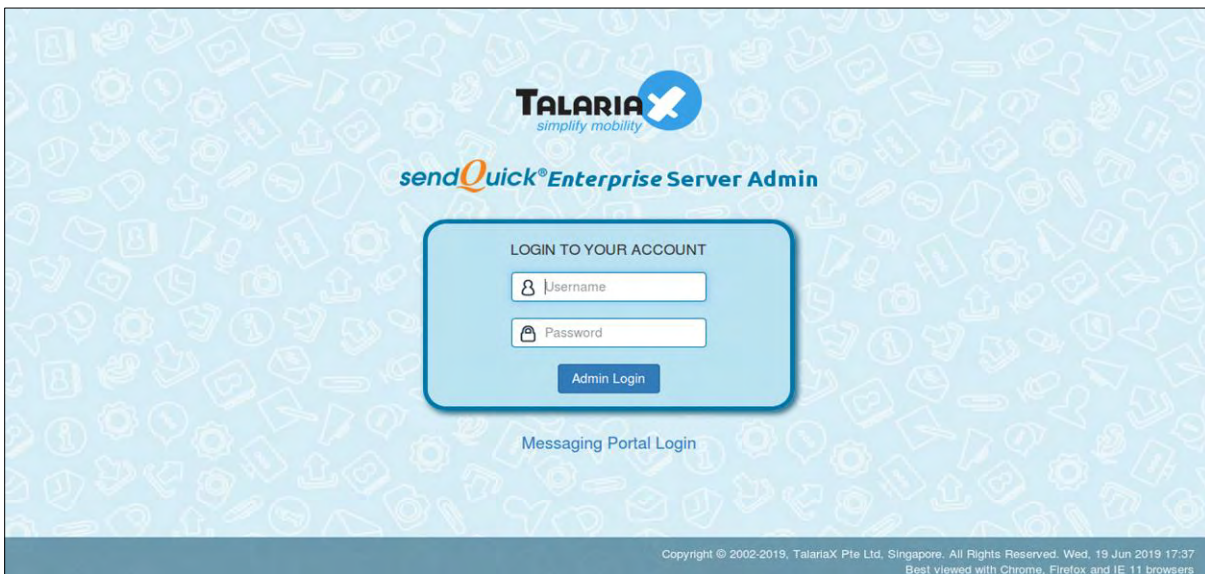 TALARIA
simplify mobility
sendQuick® Enterprise Server Admin
LOGIN TO YOUR ACCOUNT
Username
Password
Admin Login
Messaging Portal Login
Copyright © 2002-2019, TalariaX Pte Ltd, Singapore. All Rights Reserved. Wed, 19 Jun 2019 17:37
Best viewed with Chrome, Firefox and IE 11 browsers